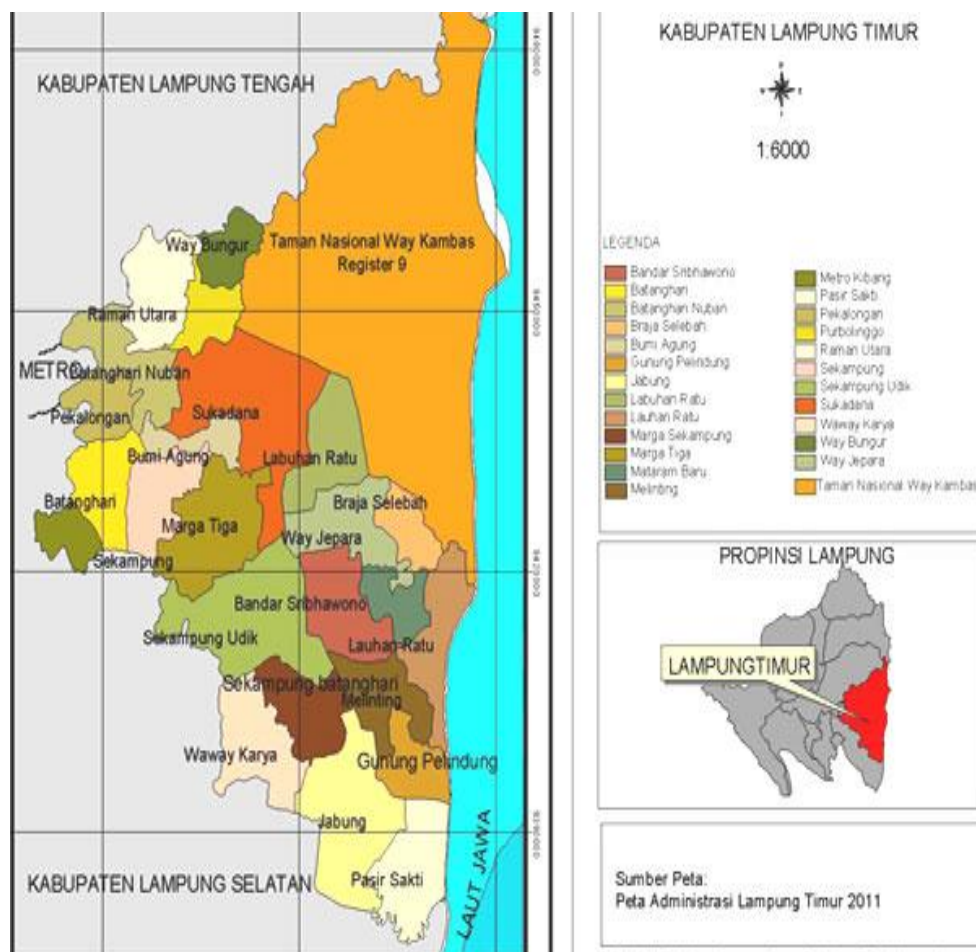 KABUPATEN LAMPUNG TENGAH
Way Bungur
Taman Nasional Way Kambas
Register 9
Raman Utara
METRO
Batanghari Nuban
Pekalongan
Sukadana
Bumi Agung
Labuhan Ratu
Batanghari
Marga Tiga
Braja Selebah
Way Jepara
Sekampung
Bandar Sribhawono
Sekampung Udik
Lauhan Ratu
Sekampung batanghari
Melinting
Waway Karya
Gunung Pelindung
Jabung
Pasir Sakti
KABUPATEN LAMPUNG SELATAN
LAUT JAWA
KABUPATEN LAMPUNG TIMUR
1:6000
LEGENDA
Bandar Sribhawono
Batanghari
Batanghari Nuban
Braja Selebah
Bumi Agung
Gunung Pelindung
Jabung
Labuhan Ratu
Lauhan Ratu
Marga Sekampung
Marga Tiga
Mataram Baru
Melinting
Metro Kibang
Pasir Sakti
Pekalongan
Purbolinggo
Raman Utara
Sekampung
Sekampung Udik
Sukadana
Waway Karya
Way Bungur
Way Jepara
Taman Nasional Way Kambas
PROPINSI LAMPUNG
LAMPUNGTIMUR
Sumber Peta:
Peta Administrasi Lampung Timur 2011